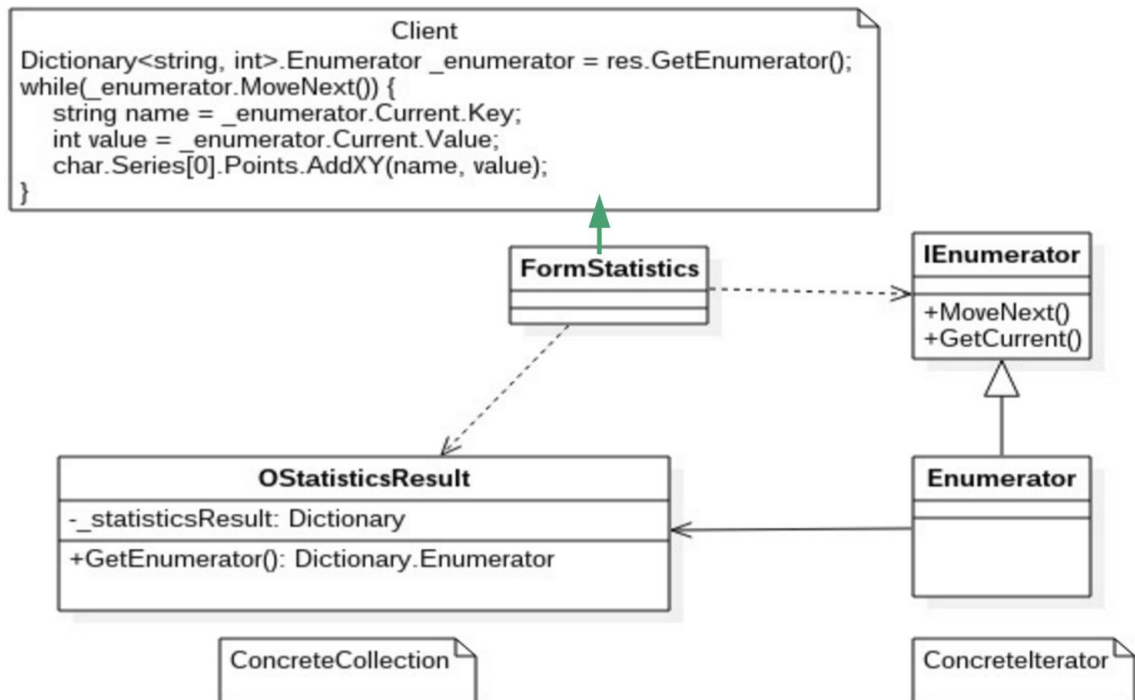 Client
Dictionary<string, int>.Enumerator _enumerator = res.GetEnumerator();
while(_enumerator.MoveNext()) {
string name = _enumerator.Current.Key;
int value = _enumerator.Current.Value;
char.Series[0].Points.AddXY(name, value);
}
FormStatistics
IEnumerator
+MoveNext()
+GetCurrent()
OStatisticsResult
-_statisticsResult: Dictionary
+GetEnumerator(): Dictionary.Enumerator
Enumerator
ConcreteCollection
ConcreteIterator